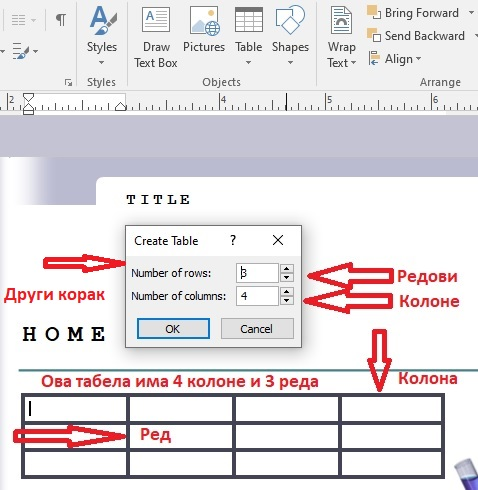 Bring Forward
Styles
Draw Text Box
Pictures
Table
Shapes
Wrap Text
Send Backward
Align
Styles
Objects
Arrange
2
4
5
6
TITLE
Create Table ?
Number of rows: 3
Редови
Други корак
Number of columns: 4
Колоне
HOME
OK
Cancel
Ова табела има 4 колоне и 3 реда
Колона
Ред